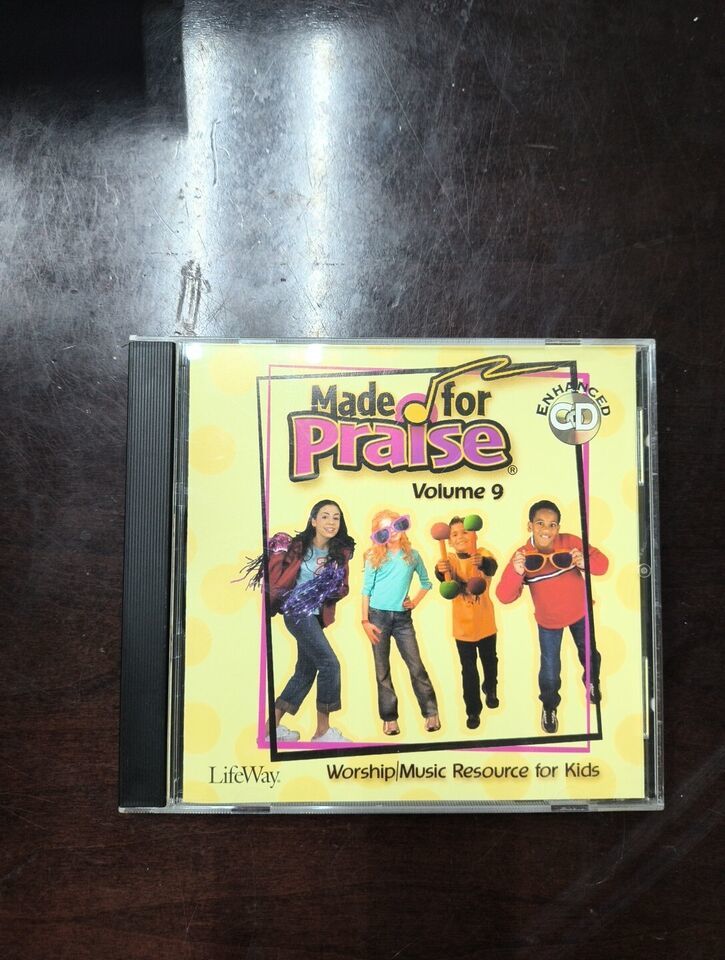 Made for
Praise®
Volume 9
ENHANCED
CD
LifeWay®
Worship|Music Resource for Kids